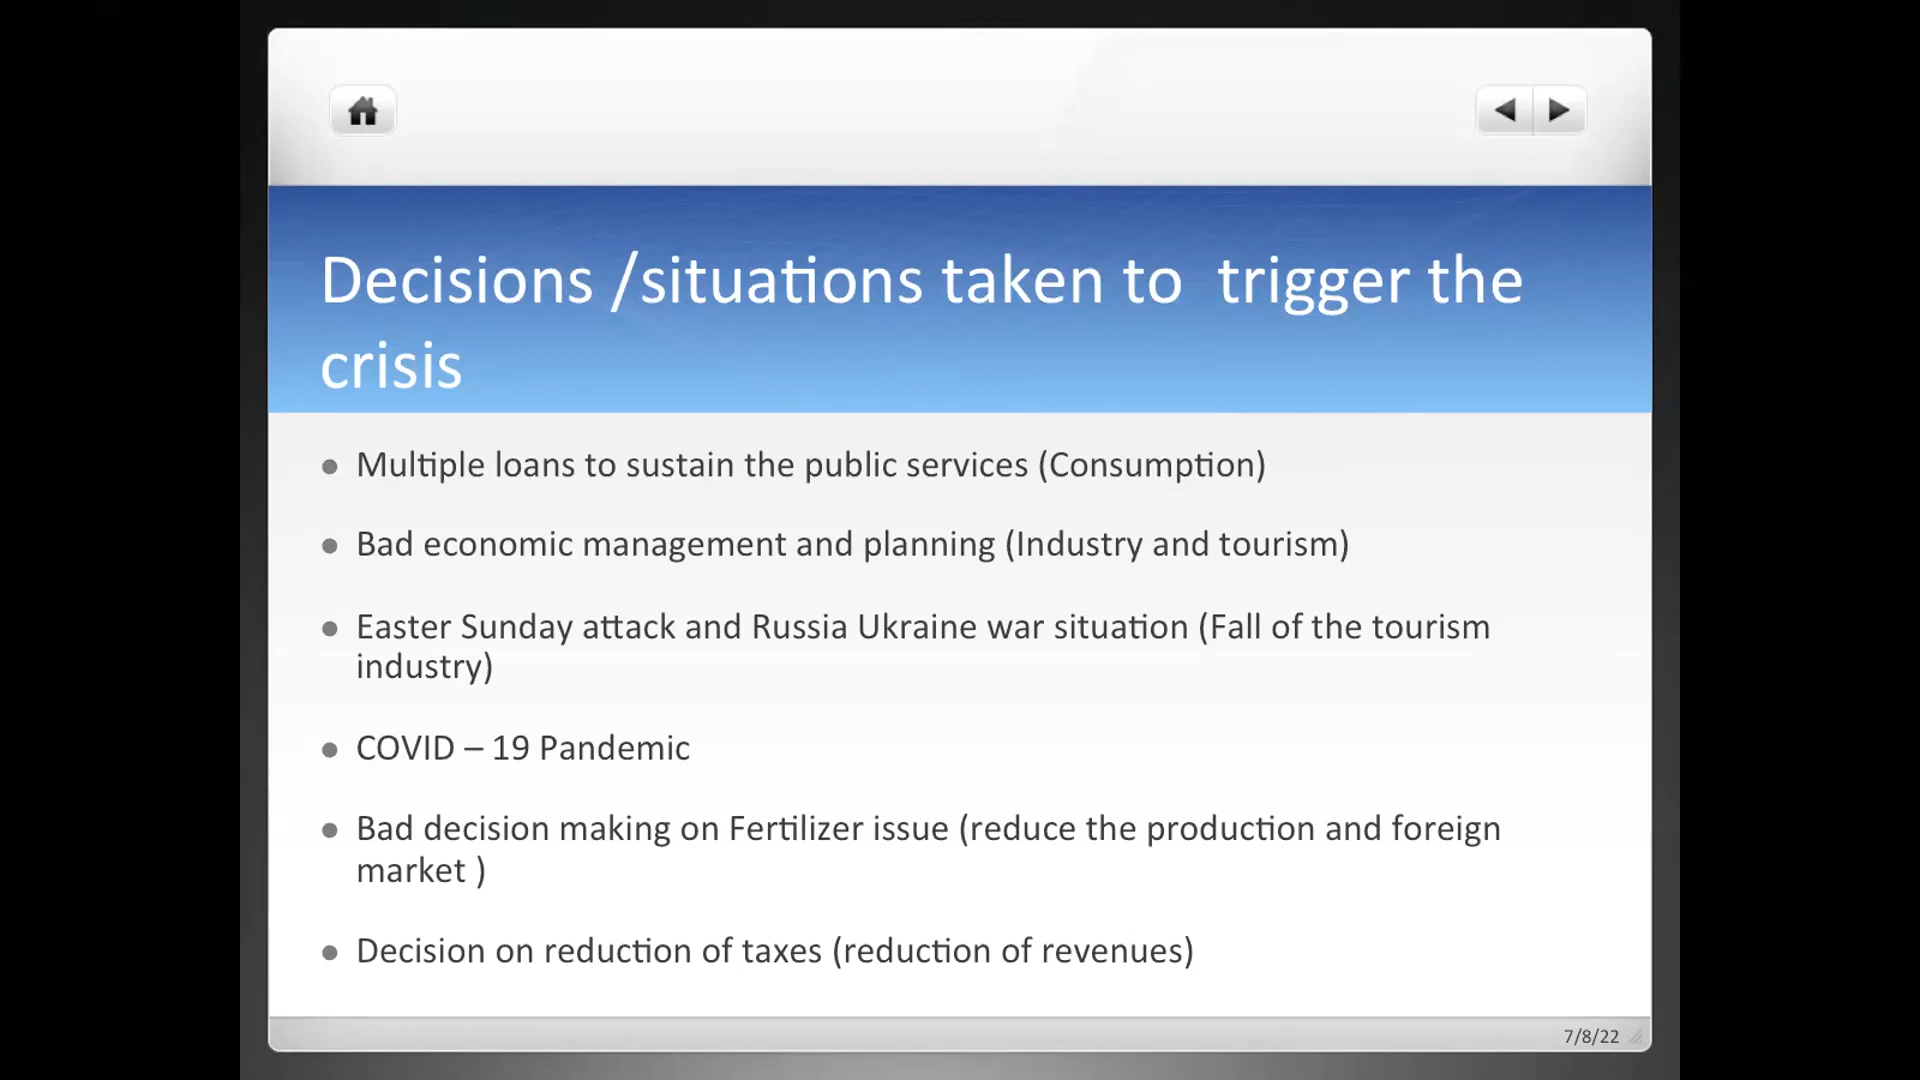 Decisions /situations taken to  trigger the
crisis
• Multiple loans to sustain the public services (Consumption)
• Bad economic management and planning (Industry and tourism)
• Easter Sunday attack and Russia Ukraine war situation (Fall of the tourism
industry)
• COVID – 19 Pandemic
• Bad decision making on Fertilizer issue (reduce the production and foreign
market )
• Decision on reduction of taxes (reduction of revenues)
7/8/22